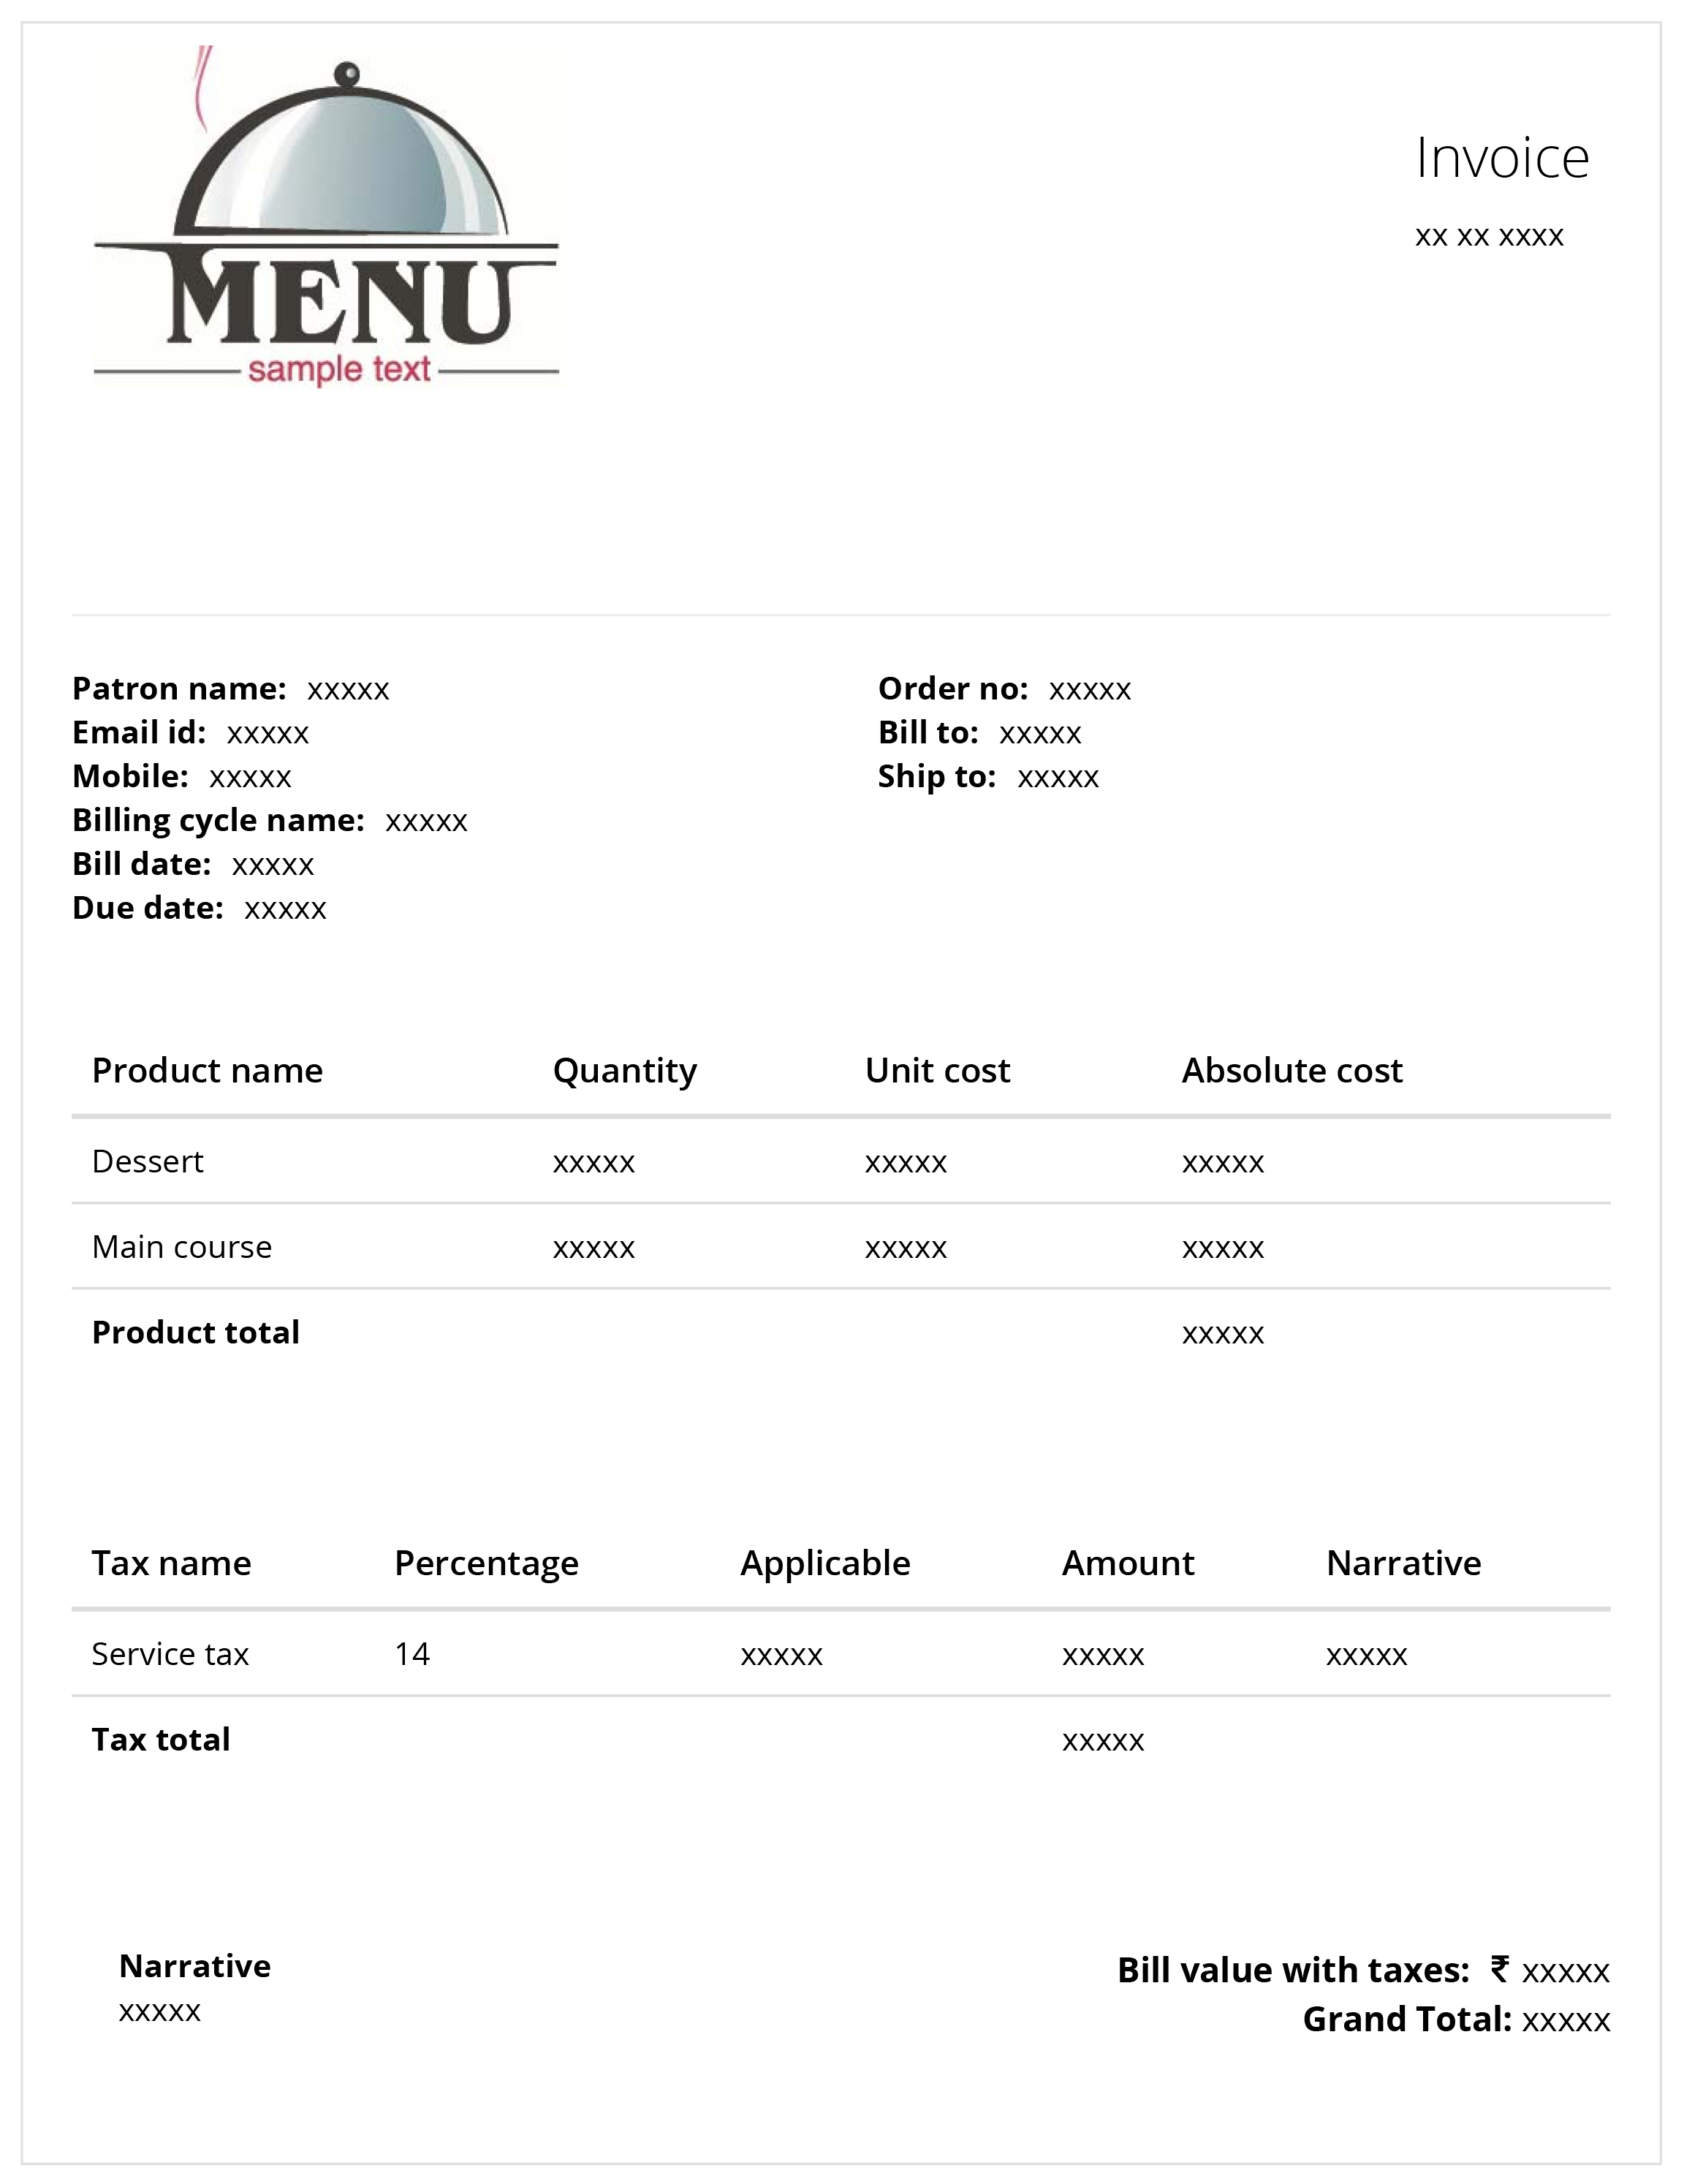 MENU
sample text
Invoice
xx xx xxxx
Patron name: xxxxx
Email id: xxxxx
Mobile: xxxxx
Billing cycle name: xxxxx
Bill date: xxxxx
Due date: xxxxx
Order no: xxxxx
Bill to: xxxxx
Ship to: xxxxx
Product name Quantity Unit cost Absolute cost
Dessert xxxxx xxxxx xxxxx
Main course xxxxx xxxxx xxxxx
Product total xxxxx
Tax name Percentage Applicable Amount Narrative
Service tax 14 xxxxx xxxxx xxxxx
Tax total xxxxx
Narrative
xxxxx
Bill value with taxes: ₹ xxxxx
Grand Total: xxxxx